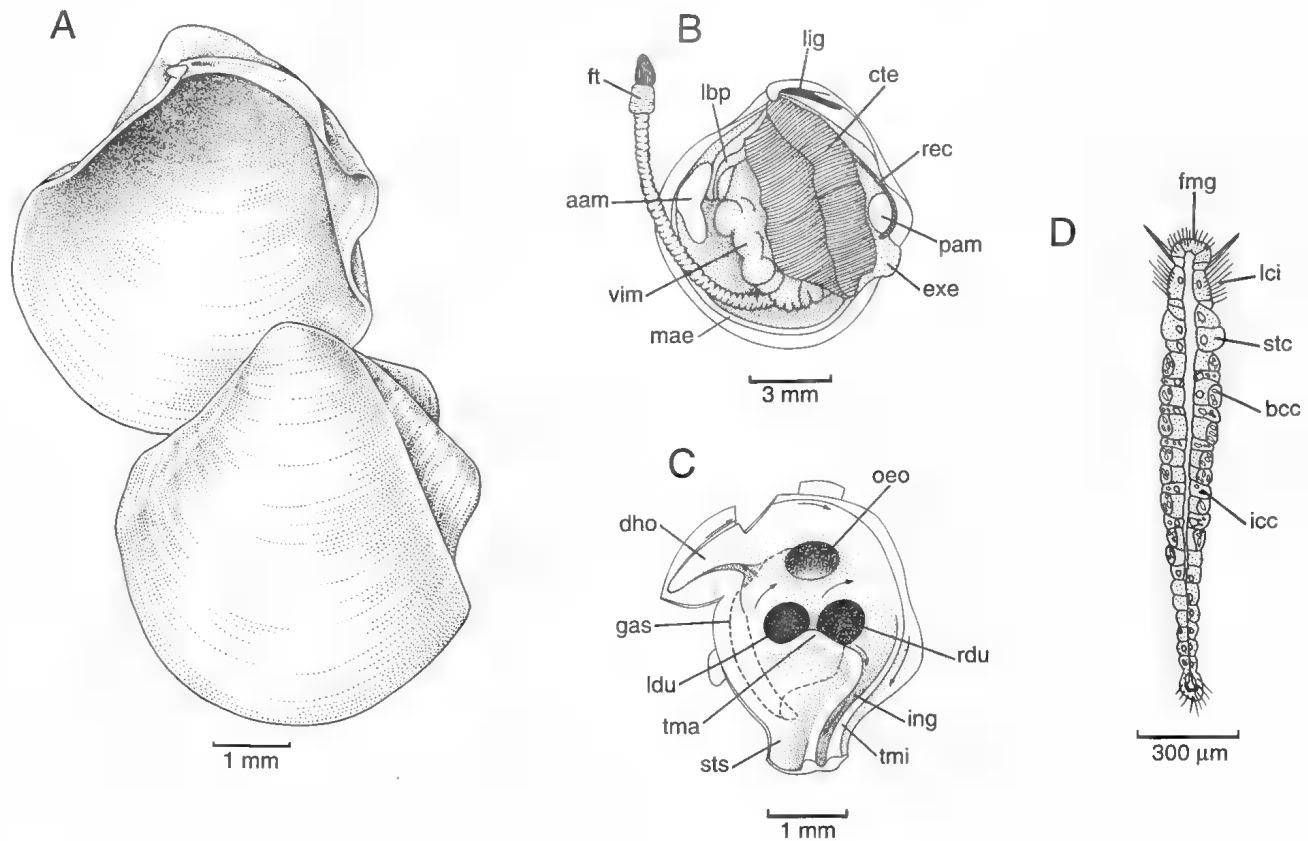 A
1 mm
B
ft
lbp
lig
cte
rec
aam
pam
vim
exe
mae
3 mm
C
oeo
dho
gas
rdu
ldu
tma
ing
tmi
sts
1 mm
D
fmg
lci
stc
bcc
icc
300 µm